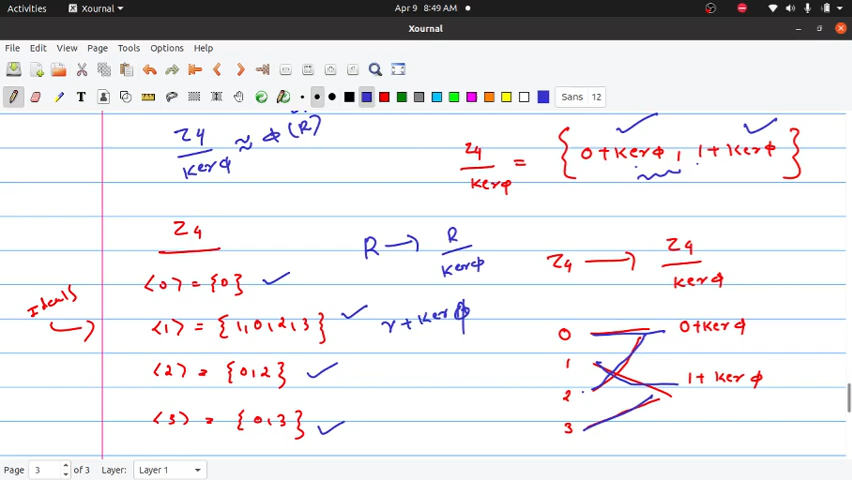 Activities Xournal Apr 9 8:49 AM
Xournal
File Edit View Page Tools Options Help
Sans 12
Z4/Kerφ ≈ φ(R)
Z4/Kerφ = {0+Kerφ, 1+Kerφ}
Z4
R → R/Kerφ
Z4 → Z4/Kerφ
Ideals →
<0> = {0} ✓
<1> = {1,0,2,3} ✓
r+Kerφ
<2> = {0,2} ✓
<3> = {0,3} ✓
0 0+Kerφ
1 1+Kerφ
2
3
Page 3 of 3 Layer: Layer 1